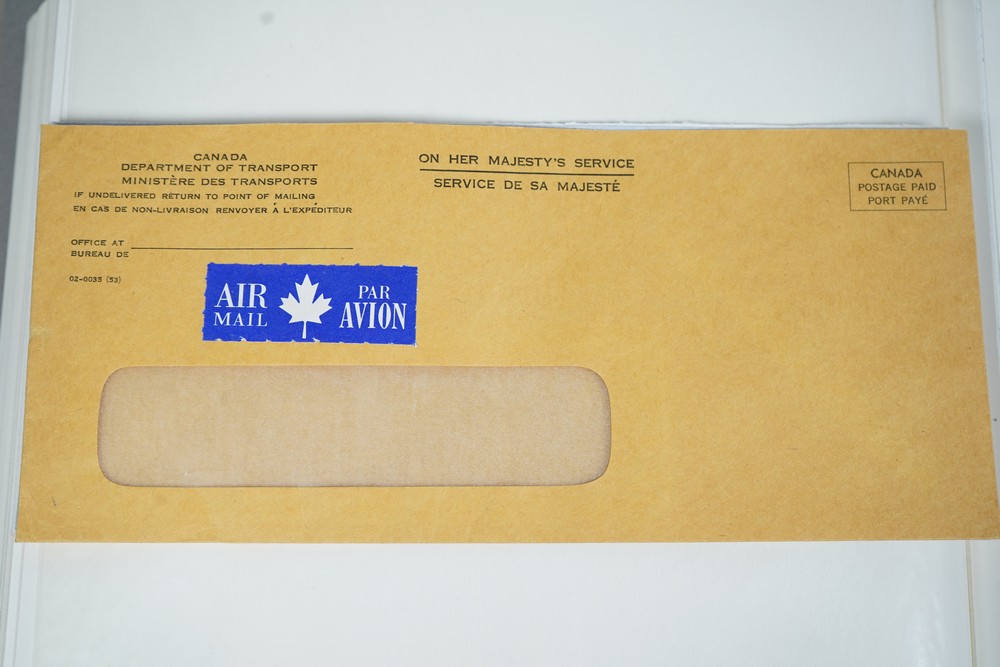 CANADA
DEPARTMENT OF TRANSPORT
MINISTÈRE DES TRANSPORTS
IF UNDELIVERED RETURN TO POINT OF MAILING
EN CAS DE NON-LIVRAISON RENVOYER À L'EXPÉDITEUR
OFFICE AT
BUREAU DE
02-0035 (53)
ON HER MAJESTY'S SERVICE
SERVICE DE SA MAJESTÉ
CANADA
POSTAGE PAID
PORT PAYÉ
AIR MAIL
PAR AVION